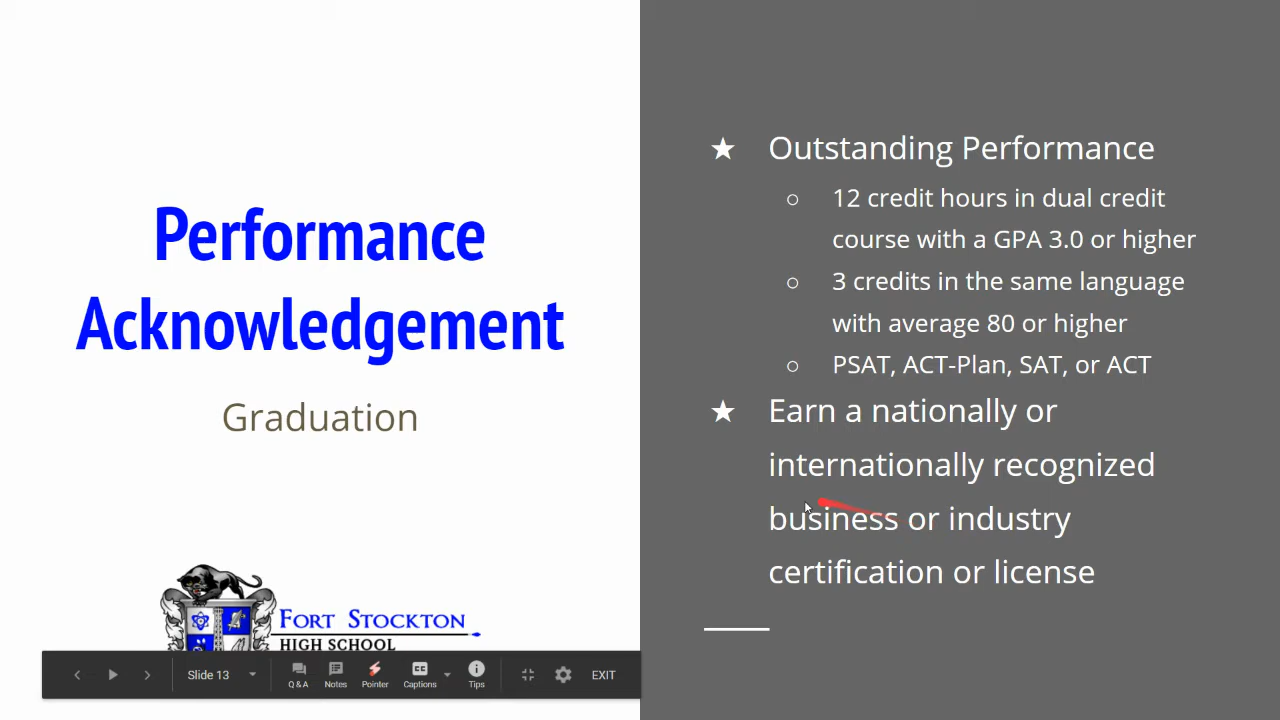 Performance
Acknowledgement
Graduation
FORT STOCKTON
HIGH SCHOOL
Slide 13
Q & A
Notes
Pointer
CC
Captions
Tips
EXIT
★ Outstanding Performance
○ 12 credit hours in dual credit
course with a GPA 3.0 or higher
○ 3 credits in the same language
with average 80 or higher
○ PSAT, ACT-Plan, SAT, or ACT
★ Earn a nationally or
internationally recognized
business or industry
certification or license